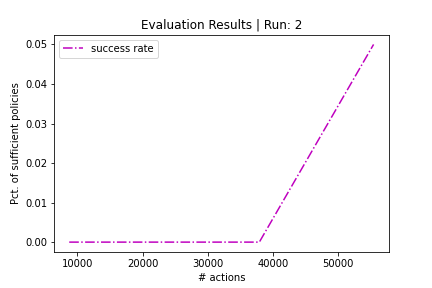 Evaluation Results | Run: 2
success rate
Pct. of sufficient policies
0.05
0.04
0.03
0.02
0.01
0.00
10000 20000 30000 40000 50000
# actions